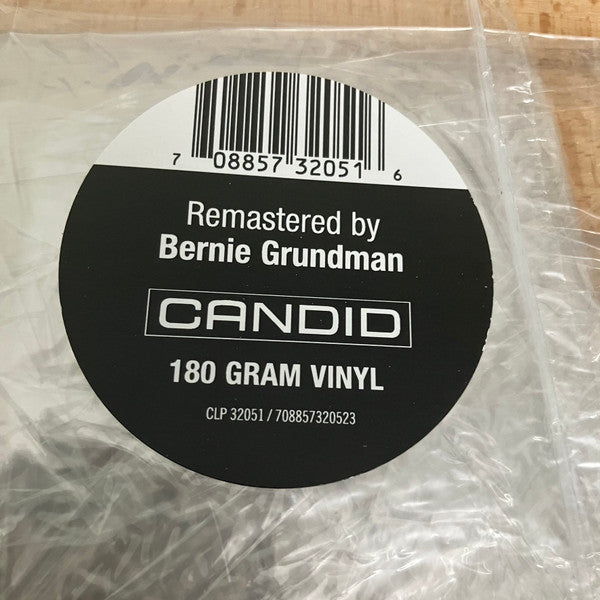 7 08857 32051 6
Remastered by
Bernie Grundman
CANDID
180 GRAM VINYL
CLP 32051 / 708857320523